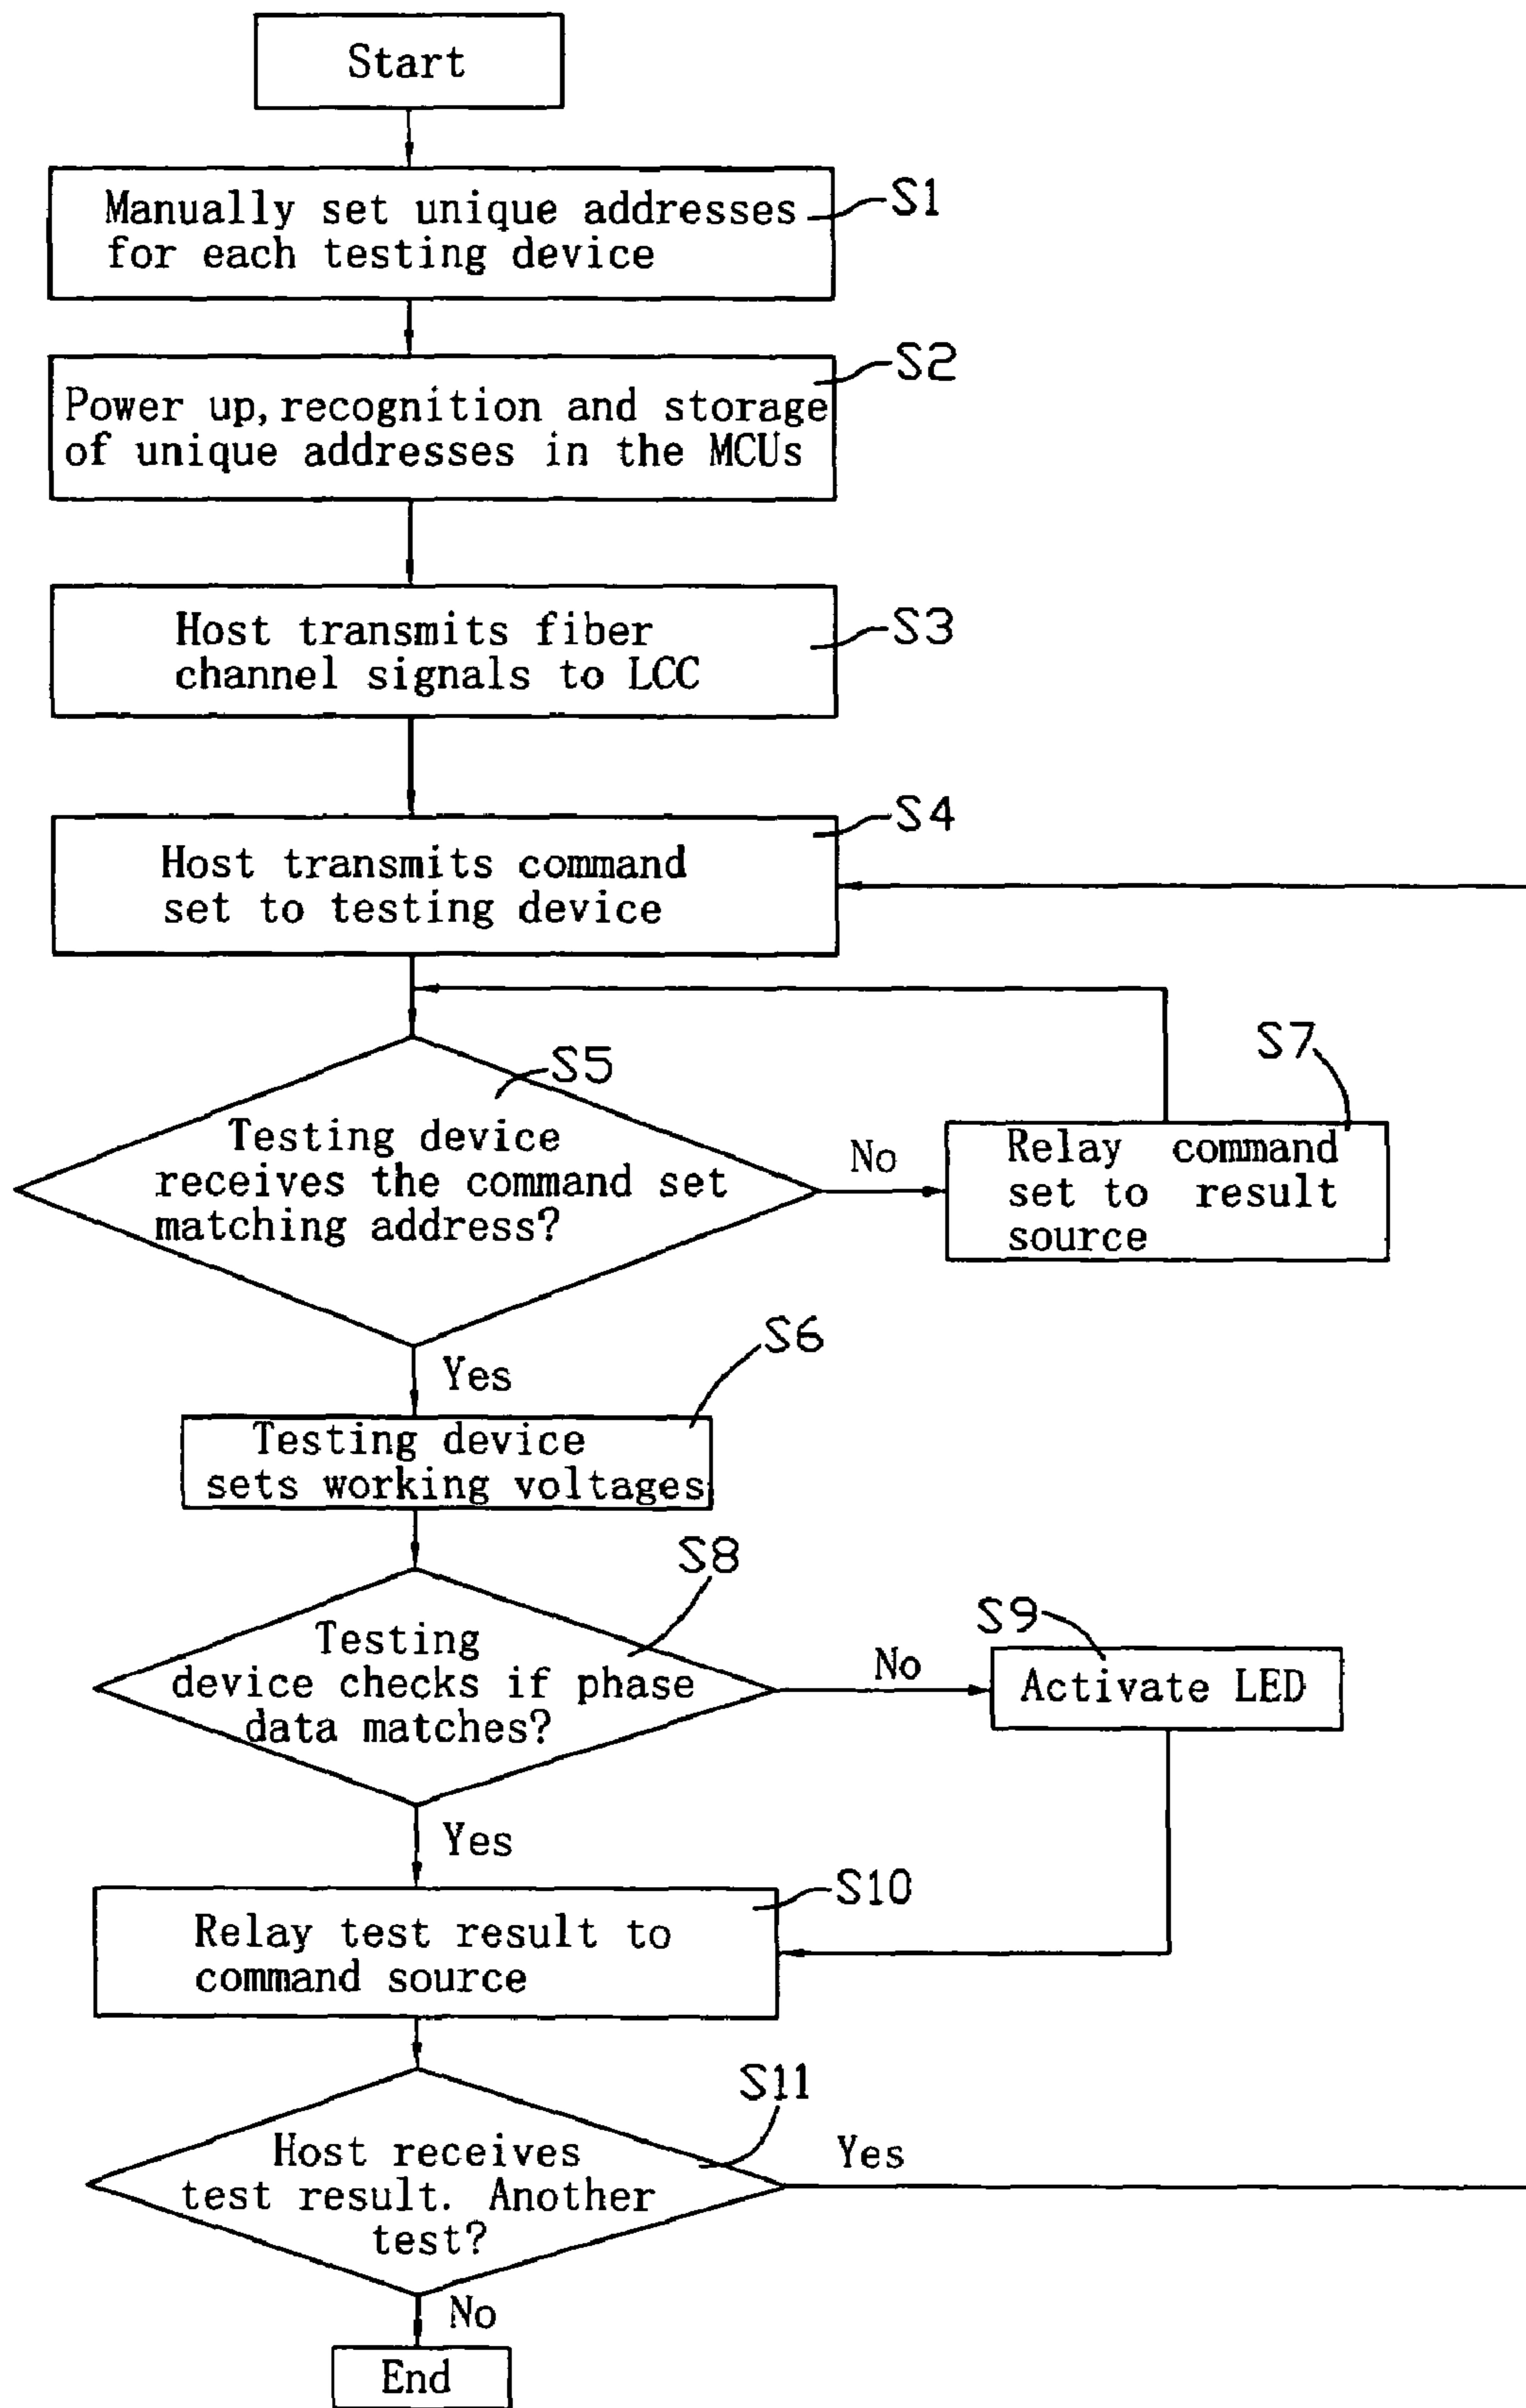 Start
Manually set unique addresses
for each testing device
S1
Power up, recognition and storage
of unique addresses in the MCUs
S2
Host transmits fiber
channel signals to LCC
S3
Host transmits command
set to testing device
S4
Testing device
receives the command set
matching address?
S5
No
Relay command
set to result
source
S7
Yes
Testing device
sets working voltages
S6
Testing
device checks if phase
data matches?
S8
No
Activate LED
S9
Yes
Relay test result to
command source
S10
Host receives
test result. Another
test?
S11
Yes
No
End